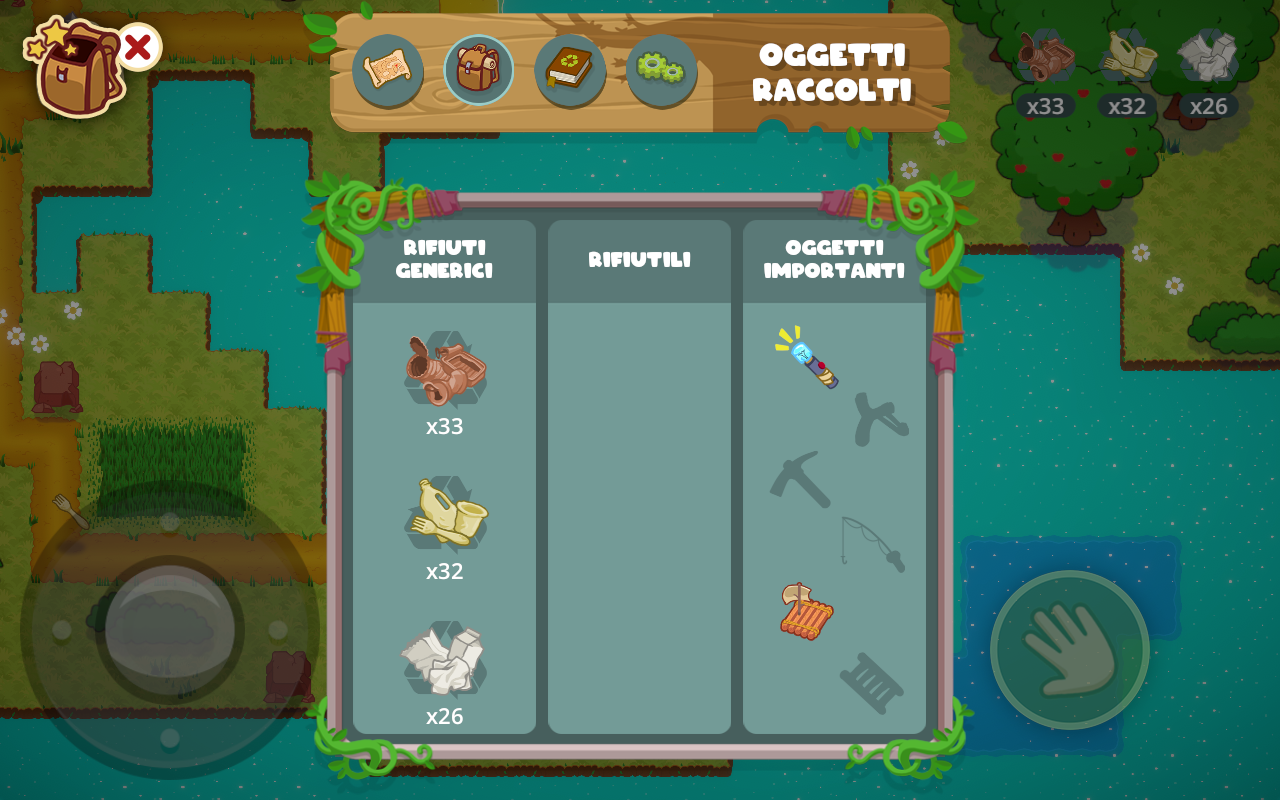 OGGETTI
RACCOLTI
x33
x32
x26
RIFIUTI
GENERICI
RIFIUTILI
OGGETTI
IMPORTANTI
x33
x32
x26